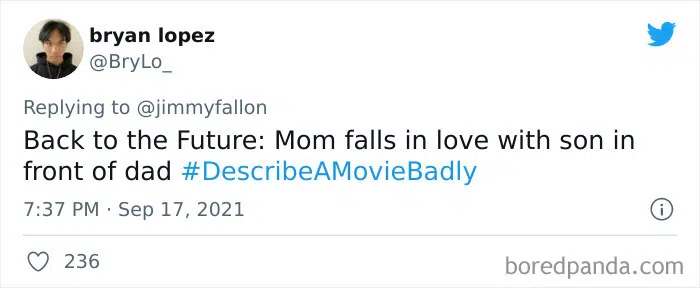 bryan lopez
@BryLo_
Replying to @jimmyfallon
Back to the Future: Mom falls in love with son in
front of dad #DescribeAMovieBadly
7:37 PM · Sep 17, 2021
236
boredpanda.com